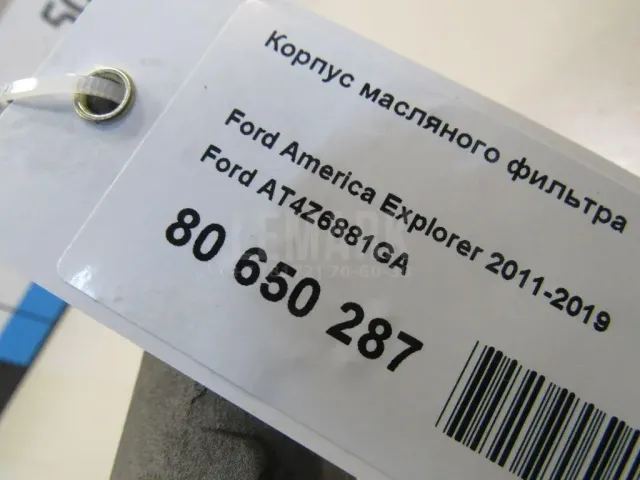 Корпус масляного фильтра
Ford America Explorer 2011-2019
Ford AT4Z6881GA
80 650 287